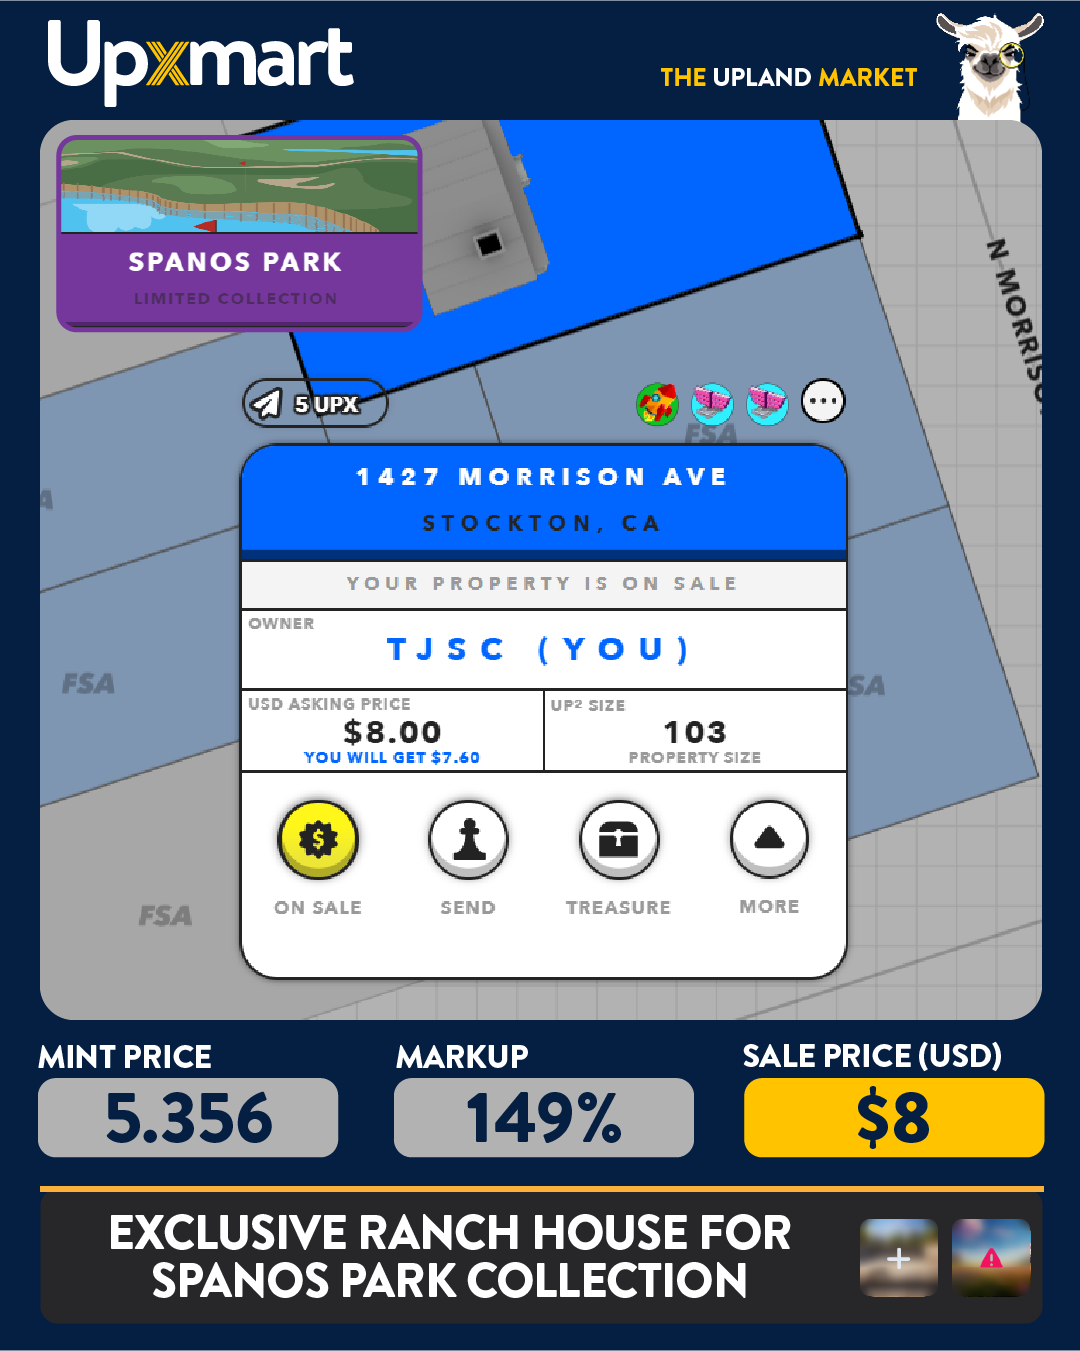 Upxmart
THE UPLAND MARKET
SPANOS PARK
LIMITED COLLECTION
N MORRISO
5 UPX
FSA
1427 MORRISON AVE
STOCKTON, CA
A
YOUR PROPERTY IS ON SALE
OWNER
TJSC (YOU)
FSA
SA
USD ASKING PRICE
$8.00
YOU WILL GET $7.60
UP² SIZE
103
PROPERTY SIZE
$
ON SALE
SEND
TREASURE
MORE
FSA
MINT PRICE
5.356
MARKUP
149%
SALE PRICE (USD)
$8
EXCLUSIVE RANCH HOUSE FOR
SPANOS PARK COLLECTION